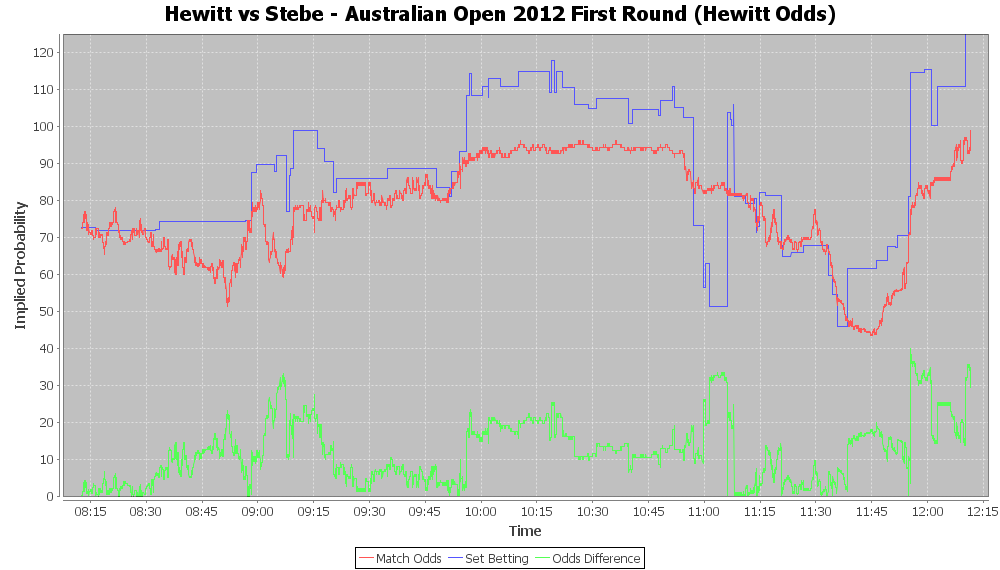 Hewitt vs Stebe - Australian Open 2012 First Round (Hewitt Odds)
120
110
100
90
80
70
60
50
40
30
20
10
0
Implied Probability
08:15 08:30 08:45 09:00 09:15 09:30 09:45 10:00 10:15 10:30 10:45 11:00 11:15 11:30 11:45 12:00 12:15
Time
Match Odds Set Betting Odds Difference